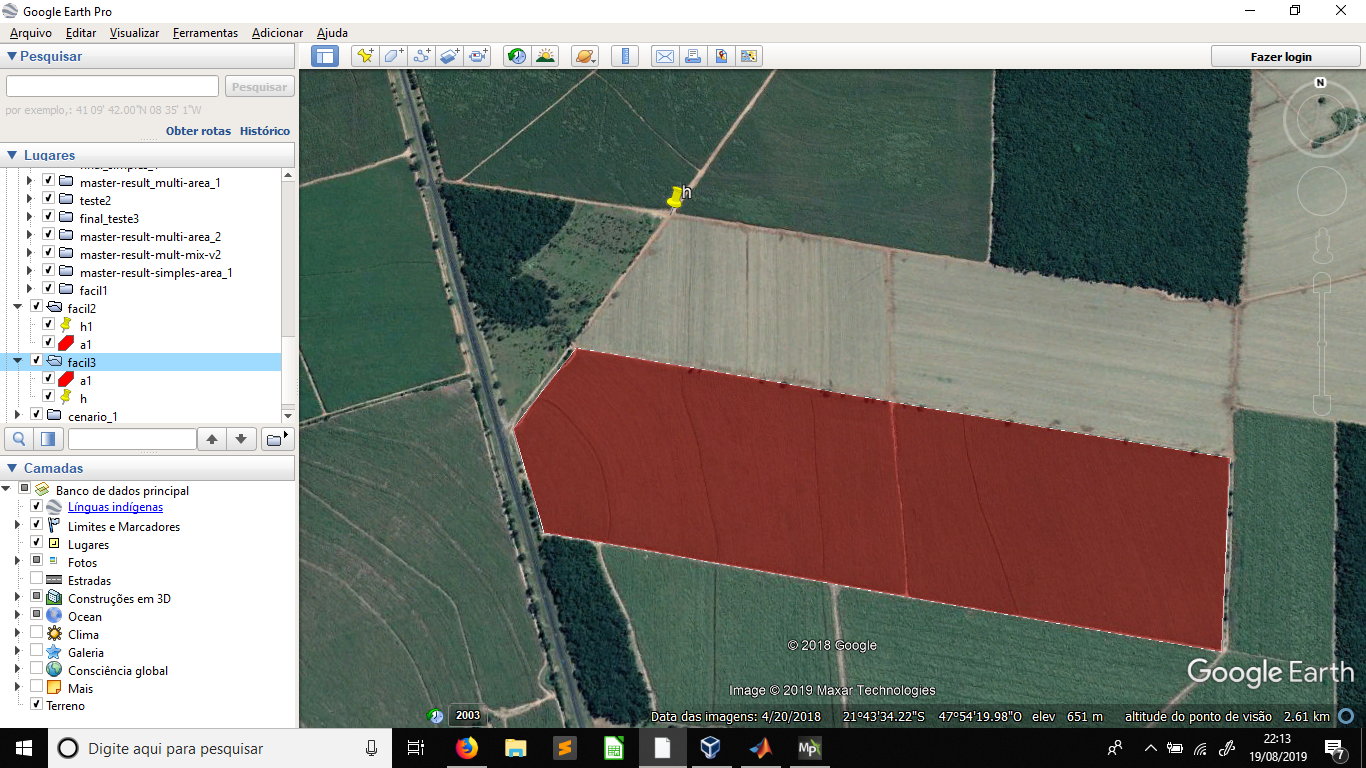 Google Earth Pro
Arquivo Editar Visualizar Ferramentas Adicionar Ajuda
Pesquisar
Fazer login
Pesquisar
por exemplo,: 41 09' 42.00"N 08 35' 1"W
Obter rotas Histórico
Lugares
master-result_multi-area_1
teste2
final_teste3
master-result-multi-area_2
master-result-mult-mix-v2
master-result-simples-area_1
facil1
facil2
h1
a1
facil3
a1
h
cenario_1
Camadas
Banco de dados principal
Línguas indígenas
Limites e Marcadores
Lugares
Fotos
Estradas
Construções em 3D
Ocean
Clima
Galeria
Consciência global
Mais
Terreno
N
h
© 2018 Google
Google Earth
Image © 2019 Maxar Technologies
2003
Data das imagens: 4/20/2018 21°43'34.22"S 47°54'19.98"O elev 651 m altitude do ponto de visão 2.61 km
Digite aqui para pesquisar
Mp
22:13
19/08/2019
7